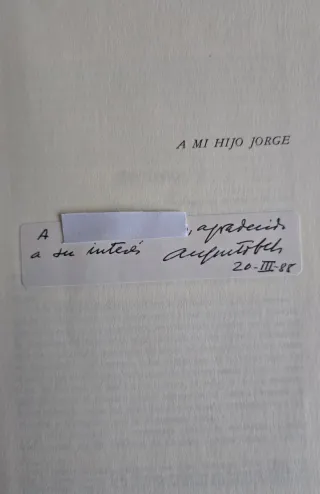 A MI HIJO JORGE
A , agradecido
a su interés
20-III-88